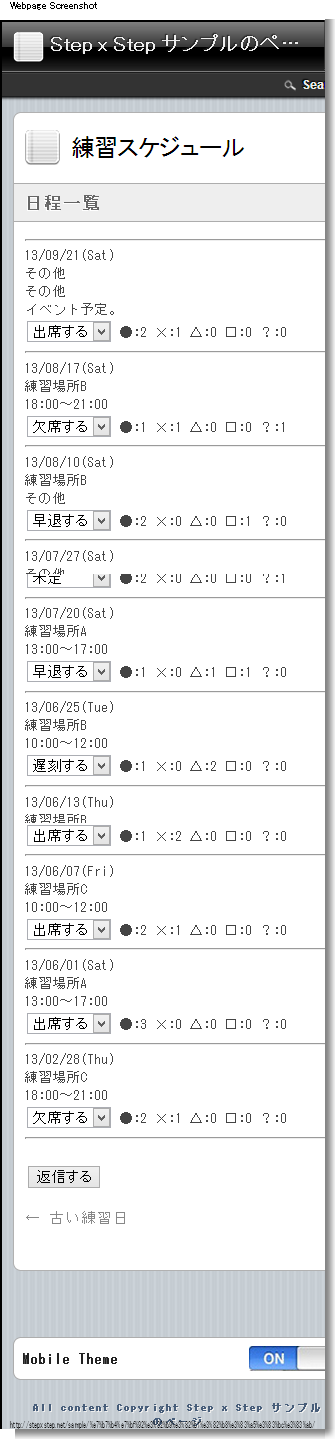 Webpage Screenshot
Step x Step サンプルのペ…
Sea
練習スケジュール
日程一覧
13/09/21(Sat)
その他
その他
イベント予定。
出席する ●:2 ×:1 △:0 □:0 ?:0
13/08/17(Sat)
練習場所B
18:00～21:00
欠席する ●:1 ×:1 △:0 □:0 ?:1
13/08/10(Sat)
練習場所B
その他
早退する ●:2 ×:0 △:0 □:1 ?:0
13/07/27(Sat)
その他
未定 ●:2 ×:0 △:0 □:0 ?:1
13/07/20(Sat)
練習場所A
13:00～17:00
早退する ●:1 ×:0 △:1 □:1 ?:0
13/06/25(Tue)
練習場所B
10:00～12:00
遅刻する ●:1 ×:0 △:2 □:0 ?:0
13/06/13(Thu)
練習場所B
出席する ●:1 ×:2 △:0 □:0 ?:0
13/06/07(Fri)
練習場所C
10:00～12:00
出席する ●:2 ×:1 △:0 □:0 ?:0
13/06/01(Sat)
練習場所A
13:00～17:00
出席する ●:3 ×:0 △:0 □:0 ?:0
13/02/28(Thu)
練習場所C
18:00～21:00
欠席する ●:2 ×:1 △:0 □:0 ?:0
返信する
← 古い練習日
Mobile Theme ON
All content Copyright Step x Step サンプル
のページ